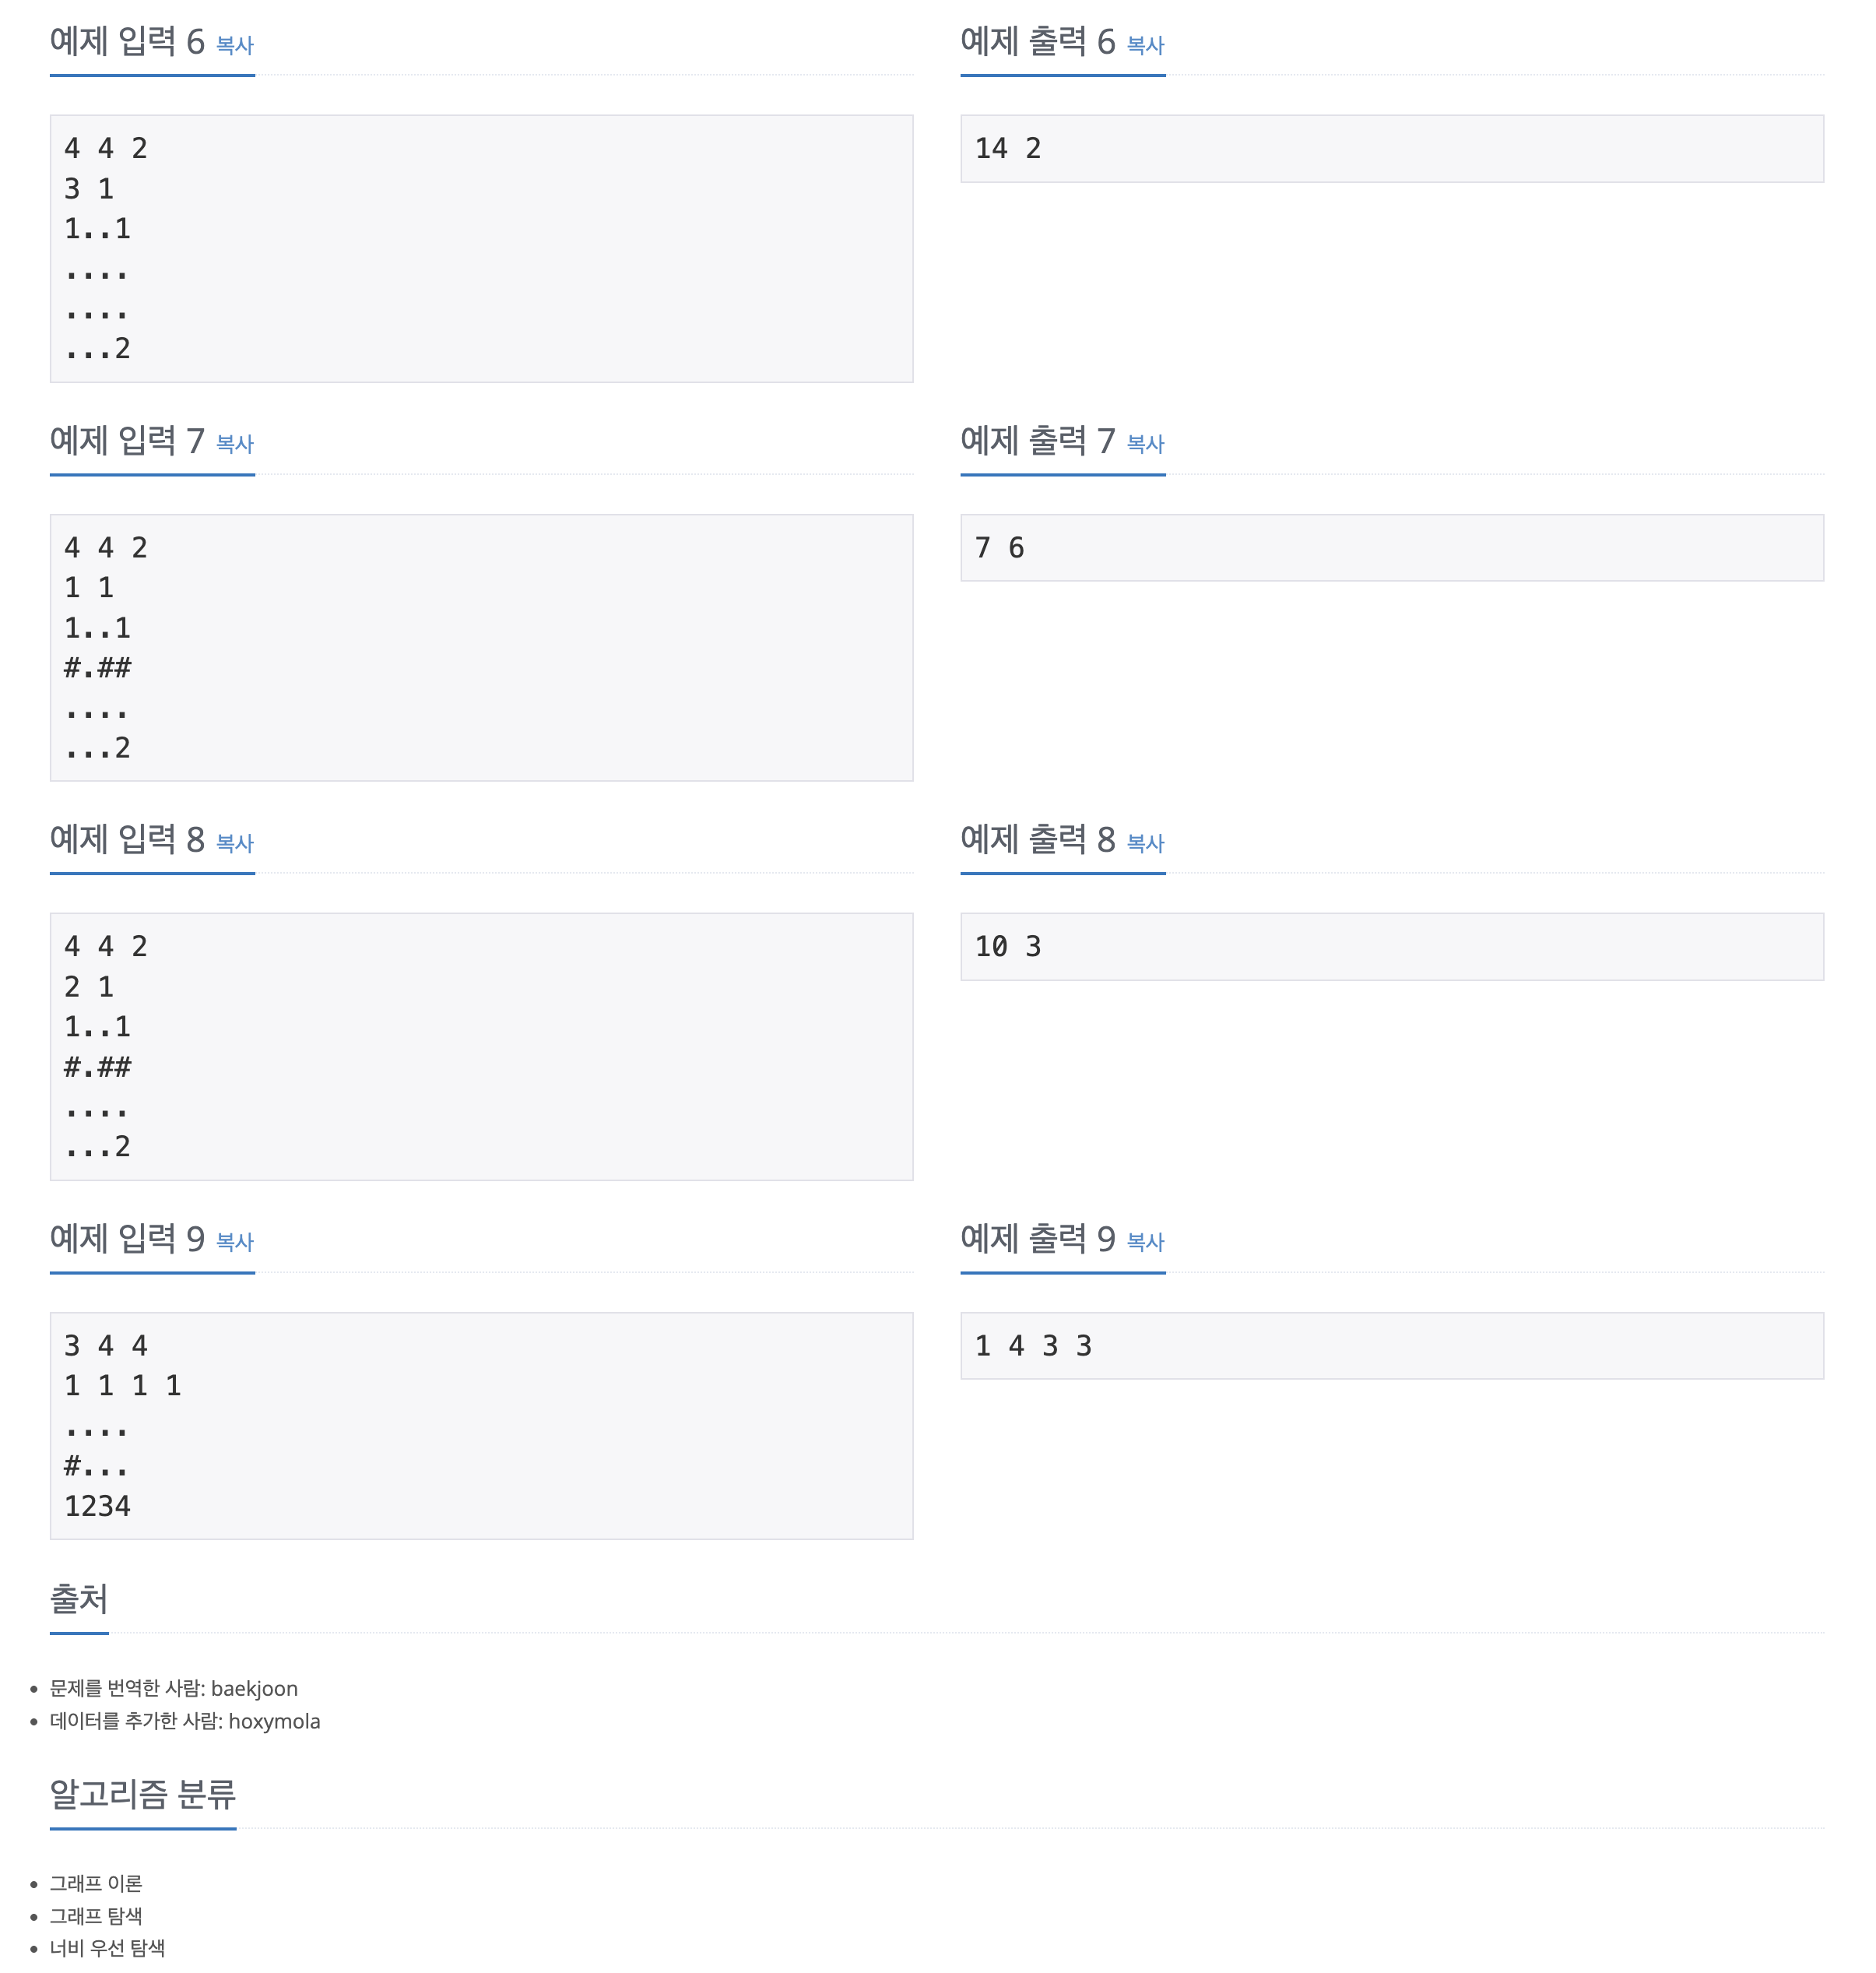 예제 입력 6 복사
예제 출력 6 복사
4 4 2
3 1
1..1
....
....
...2
14 2
예제 입력 7 복사
예제 출력 7 복사
4 4 2
1 1
1..1
#.##
....
...2
7 6
예제 입력 8 복사
예제 출력 8 복사
4 4 2
2 1
1..1
#.##
....
...2
10 3
예제 입력 9 복사
예제 출력 9 복사
3 4 4
1 1 1 1
....
#...
1234
1 4 3 3
출처
문제를 번역한 사람: baekjoon
데이터를 추가한 사람: hoxymola
알고리즘 분류
그래프 이론
그래프 탐색
너비 우선 탐색